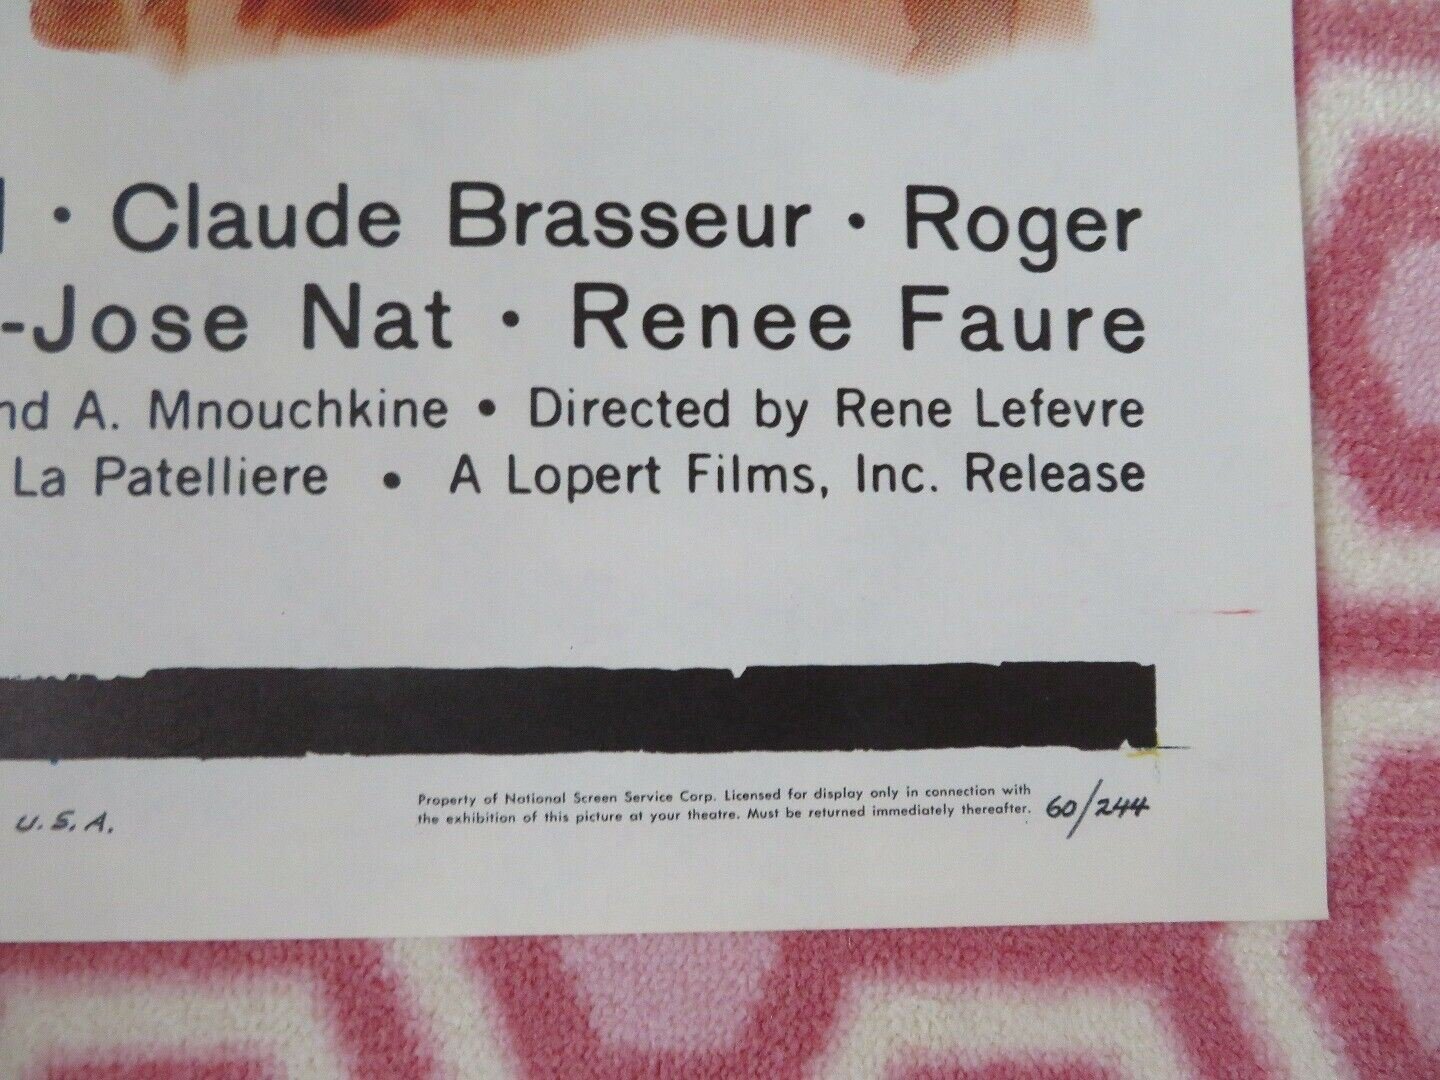 · Claude Brasseur · Roger
-Jose Nat · Renee Faure
nd A. Mnouchkine • Directed by Rene Lefevre
La Patelliere • A Lopert Films, Inc. Release
U.S.A.
Property of National Screen Service Corp. Licensed for display only in connection with
the exhibition of this picture at your theatre. Must be returned immediately thereafter.
60/244